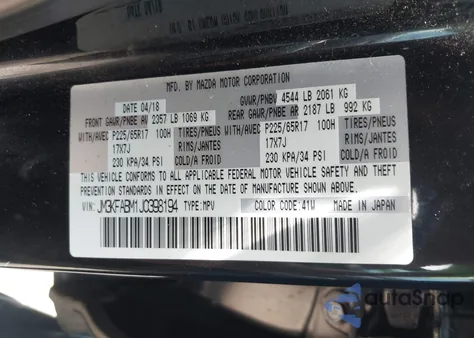 MFD. BY MAZDA MOTOR CORPORATION
DATE 04/18
GVWR/PNBV 4544 LB 2061 KG
FRONT GAWR/PNBE AV 2357 LB 1069 KG
REAR GAWR/PNBE AR 2187 LB 992 KG
WITH/AVEC P225/65R17 100H TIRES/PNEUS
WITH/AVEC P225/65R17 100H TIRES/PNEUS
17X7J RIMS/JANTES
17X7J RIMS/JANTES
230 KPA/34 PSI COLD/A FROID
230 KPA/34 PSI COLD/A FROID
THIS VEHICLE CONFORMS TO ALL APPLICABLE FEDERAL MOTOR VEHICLE SAFETY AND THEFT
PREVENTION STANDARDS IN EFFECT ON THE DATE OF MANUFACTURE SHOWN ABOVE.
VIN: JM3KFABM1J0398194 TYPE:MPV COLOR CODE:41W MADE IN JAPAN
autoSnap